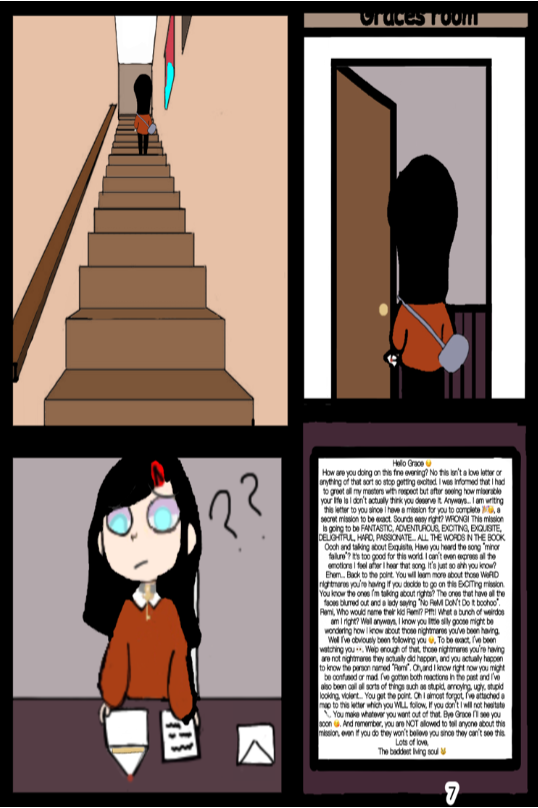 Graces room
? ?
Hello Grace 😊
How are you doing on this fine evening? No this isn't a love letter or
anything of that sort so stop getting excited. I was informed that I had
to greet all my masters with respect but after seeing how miserable
your life is I don't actually think you deserve it. Anyways... I am writing
this letter to you since I have a mission for you to complete 🎉😘, a
secret mission to be exact. Sounds easy right? WRONG! This mission
is going to be FANTASTIC, ADVENTUROUS, EXCITING, EXQUISITE,
DELIGHTFUL, HARD, PASSIONATE... ALL THE WORDS IN THE BOOK.
Oooh and talking about Exquisite, Have you heard the song "minor
failure"? It's too good for this world. I can't even express all the
emotions I feel after I hear that song. It's just so ahh you know?
Ehem... Back to the point. You will learn more about those WeRiD
nightmares you're having if you decide to go on this ExCiTing mission.
You know the ones I'm talking about rights? The ones that have all the
faces blurred out and a lady saying "No ReMi DoN't Do It boohoo".
Remi, Who would name their kid Remi? Pfft! What a bunch of weirdos
am I right? Well anyways, I know you little silly goose might be
wondering how I know about those nightmares you've been having,
Well I've obviously been following you 😊, To be exact, I've been
watching you 👀. Welp enough of that, those nightmares you're having
are not nightmares they actually did happen, and you actually happen
to know the person named "Remi". Oh,and I know right now you might
be confused or mad. I've gotten both reactions in the past and I've
also been call all sorts of things such as stupid, annoying, ugly, stupid
looking, violent... You get the point. Oh I almost forgot, I've attached a
map to this letter which you WILL follow, if you don't I will not hesitate
🔪. You make whatever you want out of that. Bye Grace I'll see you
soon 😊. And remember, you are NOT allowed to tell anyone about this
mission, even if you do they won't believe you since they can't see this.
Lots of love,
The baddest living soul 😼
7